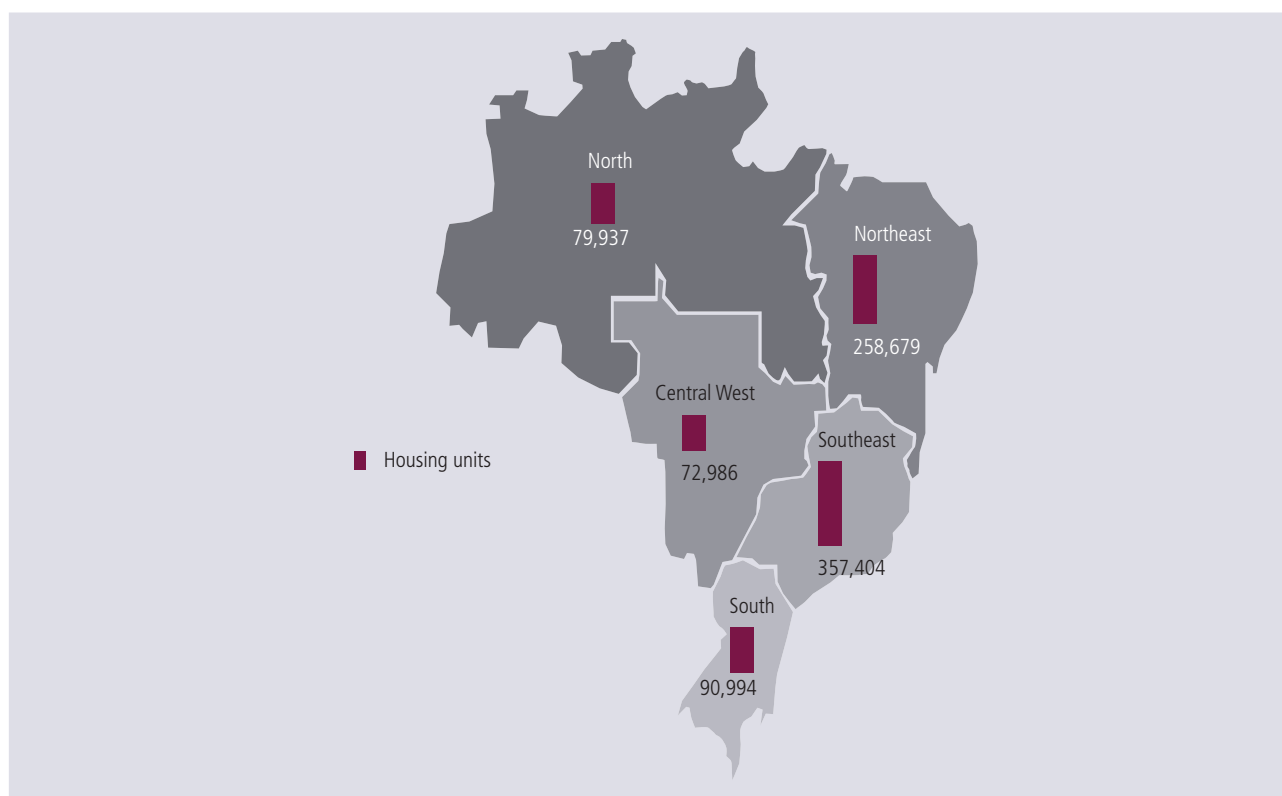 North
79,937
Northeast
258,679
Central West
72,986
Southeast
357,404
Housing units
South
90,994